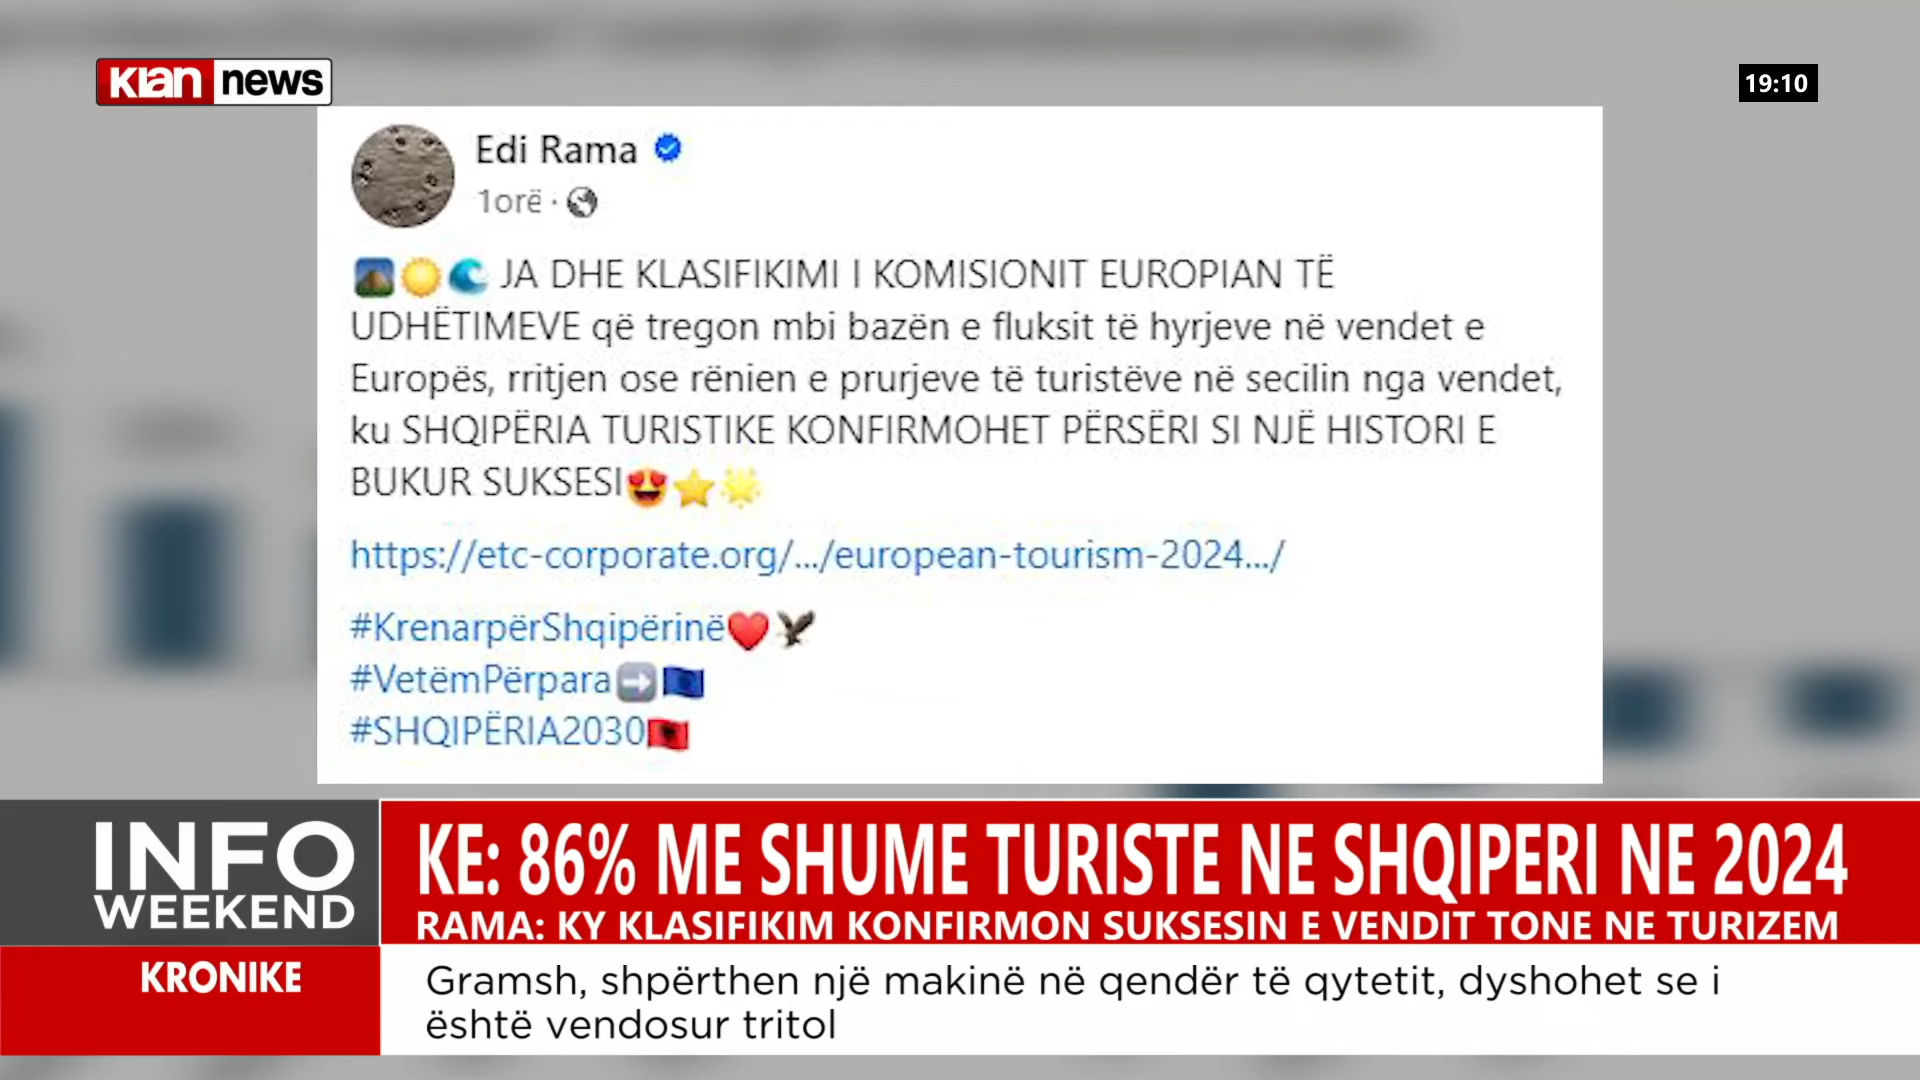 klan news
19:10
Edi Rama
1orë ·
JA DHE KLASIFIKIMI I KOMISIONIT EUROPIAN TË
UDHËTIMEVE që tregon mbi bazën e fluksit të hyrjeve në vendet e
Europës, rritjen ose rënien e prurjeve të turistëve në secilin nga vendet,
ku SHQIPËRIA TURISTIKE KONFIRMOHET PËRSËRI SI NJË HISTORI E
BUKUR SUKSESI😍⭐🌟
https://etc-corporate.org/.../european-tourism-2024.../
#KrenarpërShqipërinë
#VetëmPërpara
#SHQIPËRIA2030
INFO
WEEKEND
KE: 86% ME SHUME TURISTE NE SHQIPERI NE 2024
RAMA: KY KLASIFIKIM KONFIRMON SUKSESIN E VENDIT TONE NE TURIZEM
KRONIKE
Gramsh, shpërthen një makinë në qendër të qytetit, dyshohet se i
është vendosur tritol